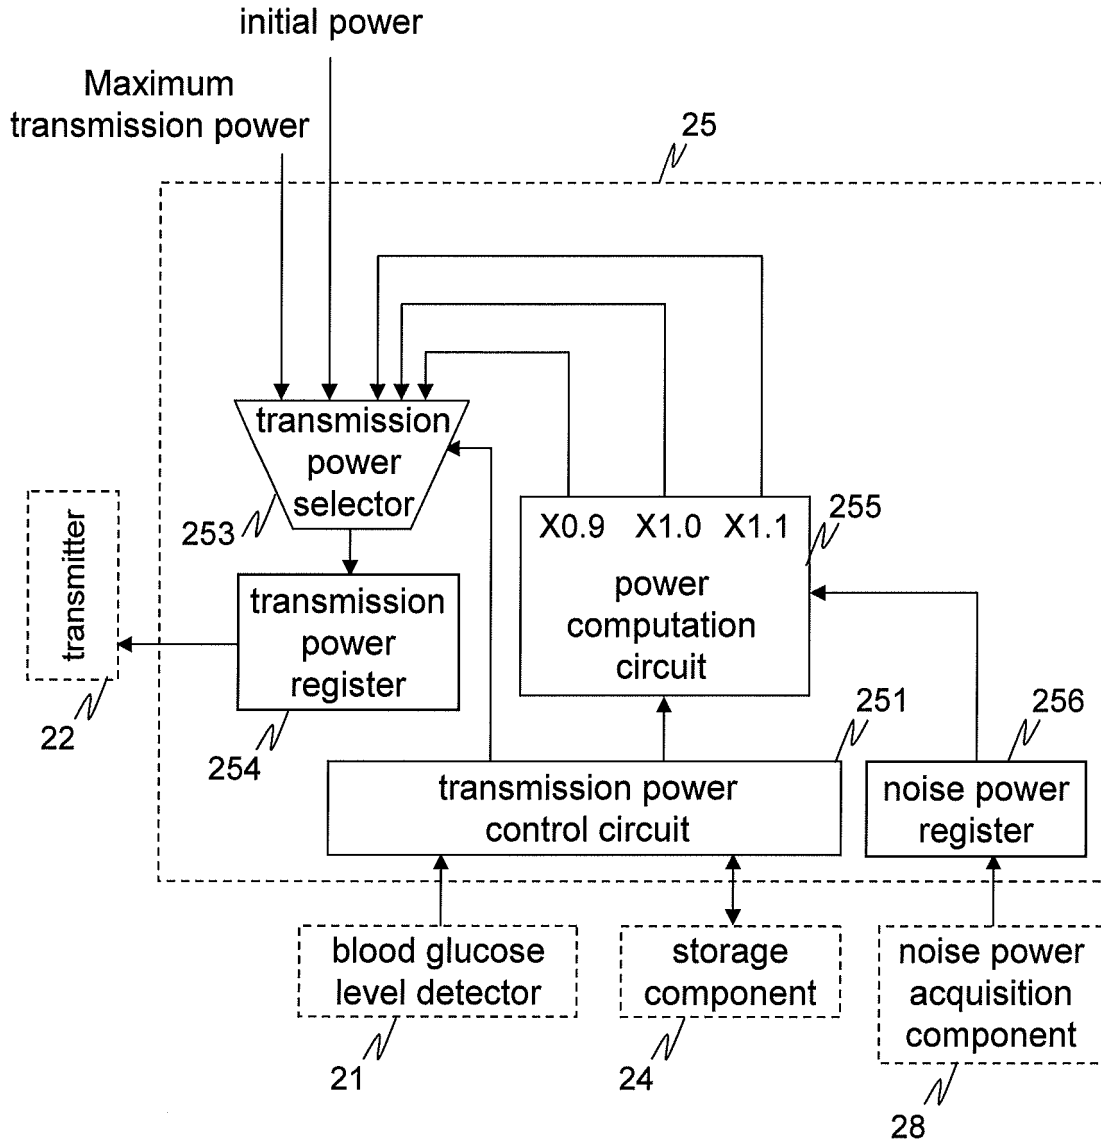 initial power
Maximum
transmission power
25
transmission
power
selector
253
X0.9 X1.0 X1.1
255
power
computation
circuit
transmitter
22
transmission
power
register
254
251
256
transmission power
control circuit
noise power
register
blood glucose
level detector
21
storage
component
24
noise power
acquisition
component
28